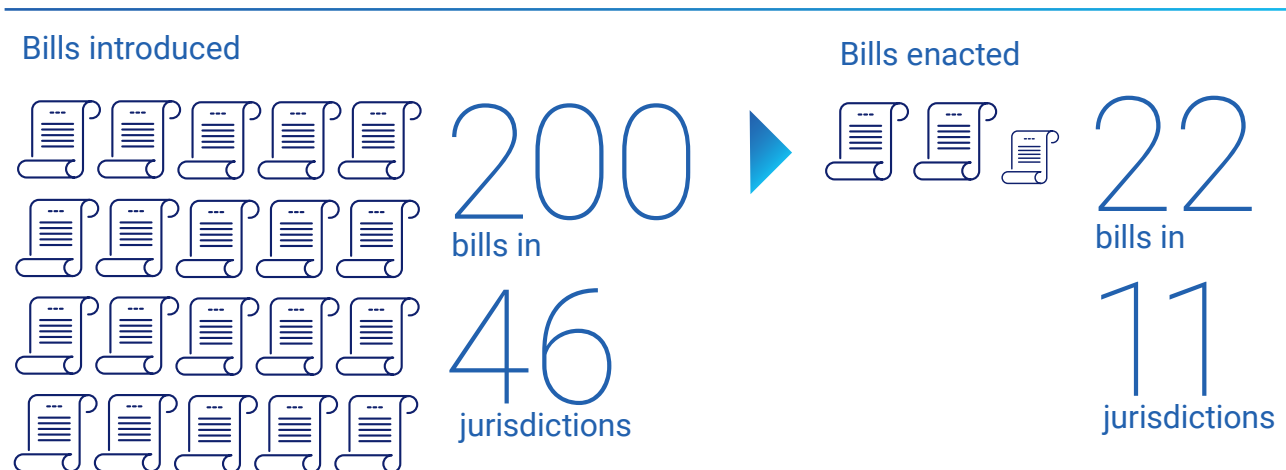 Bills introduced
200
bills in
46
jurisdictions
Bills enacted
22
bills in
11
jurisdictions